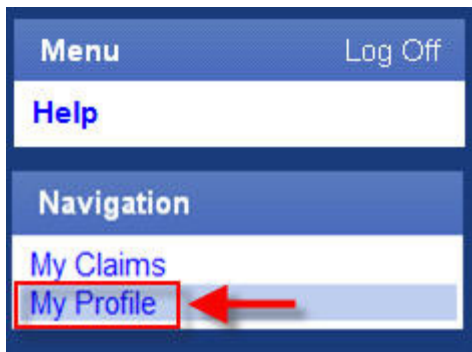 Menu Log Off
Help
Navigation
My Claims
My Profile